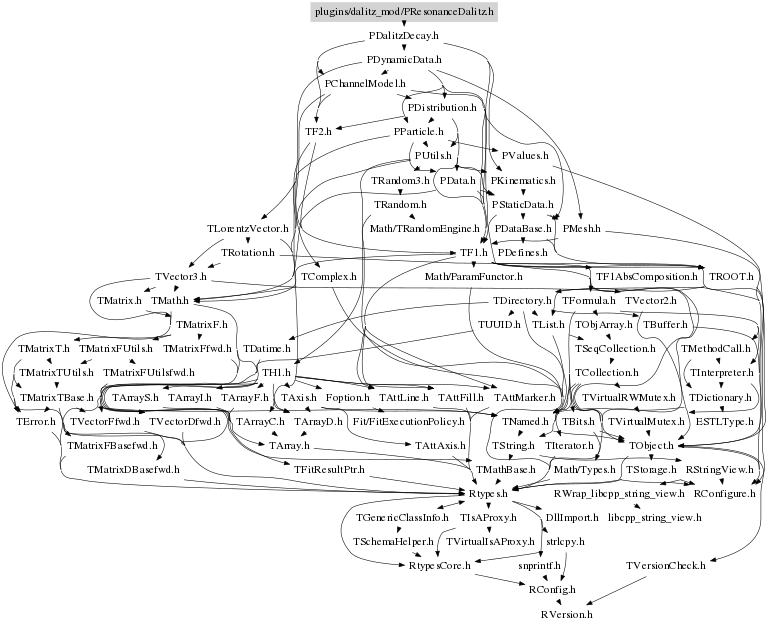 plugins/dalitz_mod/PResonanceDalitz.h
PDalitzDecay.h
PDynamicData.h
PChannelModel.h
PDistribution.h
TF2.h
PParticle.h
PUtils.h
PValues.h
TRandom3.h
PData.h
PKinematics.h
TRandom.h
PStaticData.h
TLorentzVector.h
Math/TRandomEngine.h
PDataBase.h
PMesh.h
TRotation.h
TF1.h
PDefines.h
TVector3.h
TComplex.h
Math/ParamFunctor.h
TF1AbsComposition.h
TROOT.h
TMatrix.h
TMath.h
TDirectory.h
TFormula.h
TVector2.h
TMatrixF.h
TUUID.h
TList.h
TObjArray.h
TBuffer.h
TMatrixT.h
TMatrixFUtils.h
TMatrixFfwd.h
TDatime.h
TSeqCollection.h
TMethodCall.h
TMatrixTUtils.h
TMatrixFUtilsfwd.h
TH1.h
TCollection.h
TInterpreter.h
TMatrixTBase.h
TArrayS.h
TArrayI.h
TArrayF.h
TAxis.h
Foption.h
TAttLine.h
TAttFill.h
TAttMarker.h
TVirtualRWMutex.h
TDictionary.h
TError.h
TVectorFfwd.h
TVectorDfwd.h
TArrayC.h
TArrayD.h
Fit/FitExecutionPolicy.h
TNamed.h
TBits.h
TVirtualMutex.h
ESTLType.h
TMatrixFBasefwd.h
TArray.h
TAttAxis.h
TString.h
TIterator.h
TObject.h
TMatrixDBasefwd.h
TFitResultPtr.h
TMathBase.h
Math/Types.h
TStorage.h
RStringView.h
Rtypes.h
RWrap_libcpp_string_view.h
RConfigure.h
TGenericClassInfo.h
TIsAProxy.h
DllImport.h
libcpp_string_view.h
TSchemaHelper.h
TVirtualIsAProxy.h
strlcpy.h
RtypesCore.h
snprintf.h
TVersionCheck.h
RConfig.h
RVersion.h